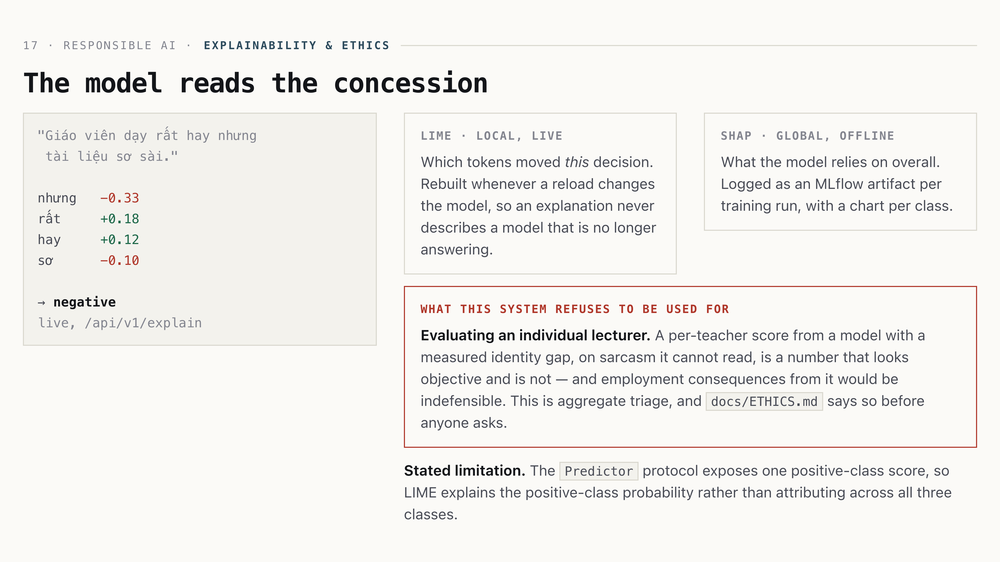 17 · RESPONSIBLE AI · EXPLAINABILITY & ETHICS
The model reads the concession
"Giáo viên dạy rất hay nhưng
tài liệu sơ sài."
nhưng −0.33
rất +0.18
hay +0.12
sơ −0.10
→ negative
live, /api/v1/explain
LIME · LOCAL, LIVE
Which tokens moved this decision.
Rebuilt whenever a reload changes
the model, so an explanation never
describes a model that is no longer
answering.
SHAP · GLOBAL, OFFLINE
What the model relies on overall.
Logged as an MLflow artifact per
training run, with a chart per class.
WHAT THIS SYSTEM REFUSES TO BE USED FOR
Evaluating an individual lecturer. A per-teacher score from a model with a
measured identity gap, on sarcasm it cannot read, is a number that looks
objective and is not — and employment consequences from it would be
indefensible. This is aggregate triage, and docs/ETHICS.md says so before
anyone asks.
Stated limitation. The Predictor protocol exposes one positive-class score, so
LIME explains the positive-class probability rather than attributing across all three
classes.